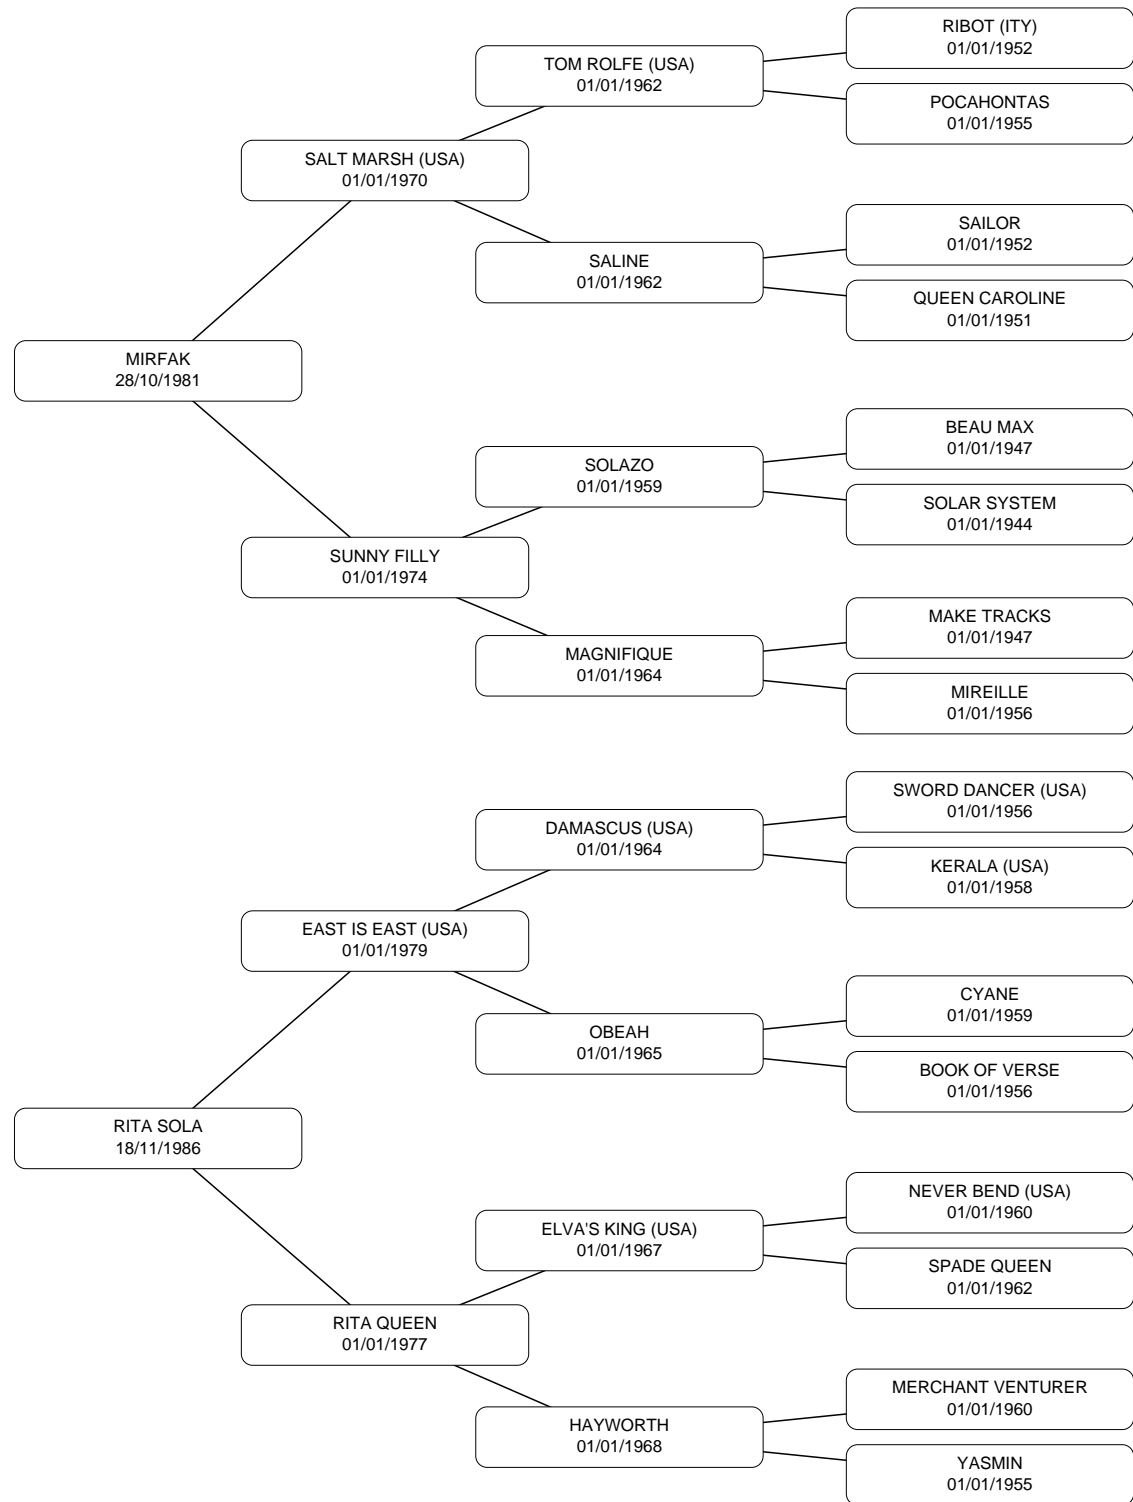 RIBOT (ITY)
01/01/1952
TOM ROLFE (USA)
01/01/1962
POCAHONTAS
01/01/1955
SALT MARSH (USA)
01/01/1970
SAILOR
01/01/1952
SALINE
01/01/1962
QUEEN CAROLINE
01/01/1951
MIRFAK
28/10/1981
BEAU MAX
01/01/1947
SOLAZO
01/01/1959
SOLAR SYSTEM
01/01/1944
SUNNY FILLY
01/01/1974
MAKE TRACKS
01/01/1947
MAGNIFIQUE
01/01/1964
MIREILLE
01/01/1956
SWORD DANCER (USA)
01/01/1956
DAMASCUS (USA)
01/01/1964
KERALA (USA)
01/01/1958
EAST IS EAST (USA)
01/01/1979
CYANE
01/01/1959
OBEAH
01/01/1965
BOOK OF VERSE
01/01/1956
RITA SOLA
18/11/1986
NEVER BEND (USA)
01/01/1960
ELVA'S KING (USA)
01/01/1967
SPADE QUEEN
01/01/1962
RITA QUEEN
01/01/1977
MERCHANT VENTURER
01/01/1960
HAYWORTH
01/01/1968
YASMIN
01/01/1955